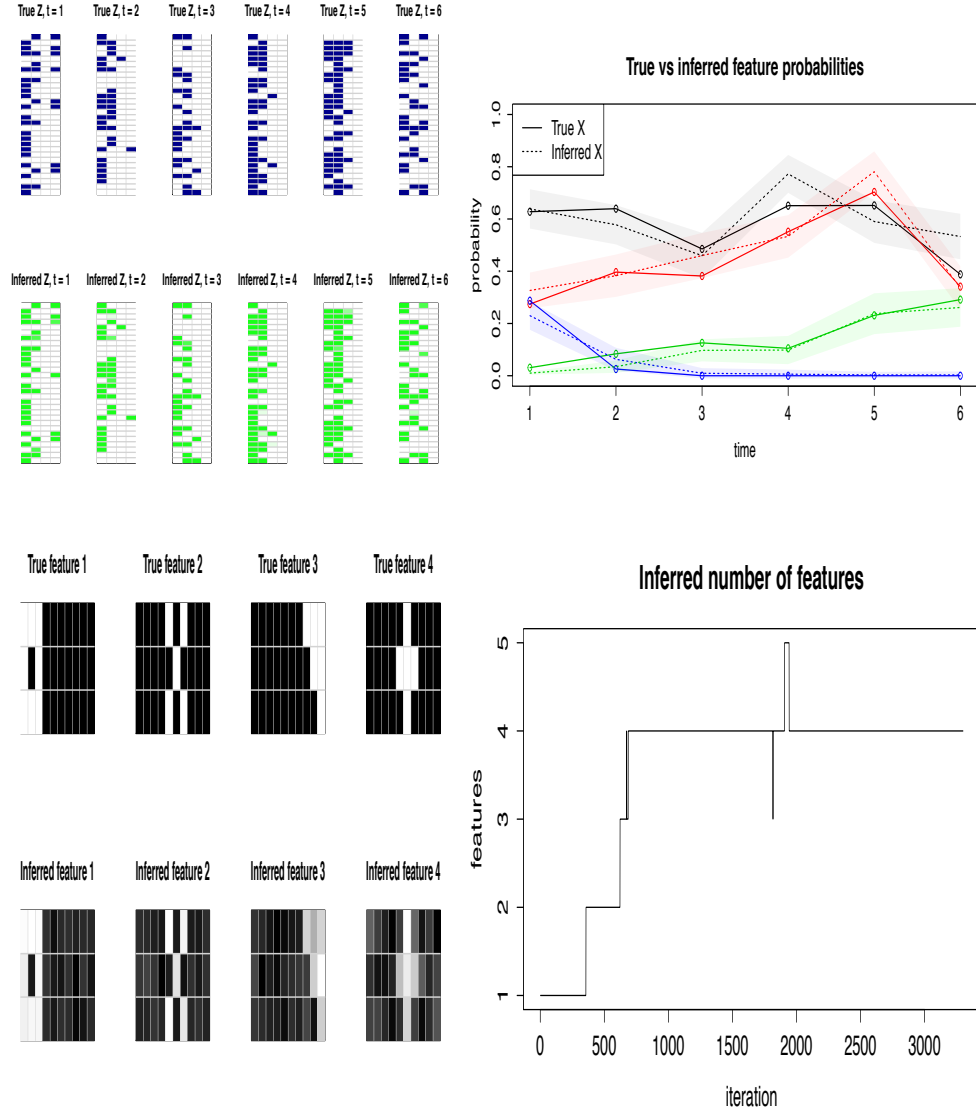 True Z, t = 1
True Z, t = 2
True Z, t = 3
True Z, t = 4
True Z, t = 5
True Z, t = 6
Inferred Z, t = 1
Inferred Z, t = 2
Inferred Z, t = 3
Inferred Z, t = 4
Inferred Z, t = 5
Inferred Z, t = 6
True vs inferred feature probabilities
True X
Inferred X
probability
0.0
0.2
0.4
0.6
0.8
1.0
1 2 3 4 5 6
time
True feature 1
True feature 2
True feature 3
True feature 4
Inferred feature 1
Inferred feature 2
Inferred feature 3
Inferred feature 4
Inferred number of features
features
1
2
3
4
5
0 500 1000 1500 2000 2500 3000
iteration